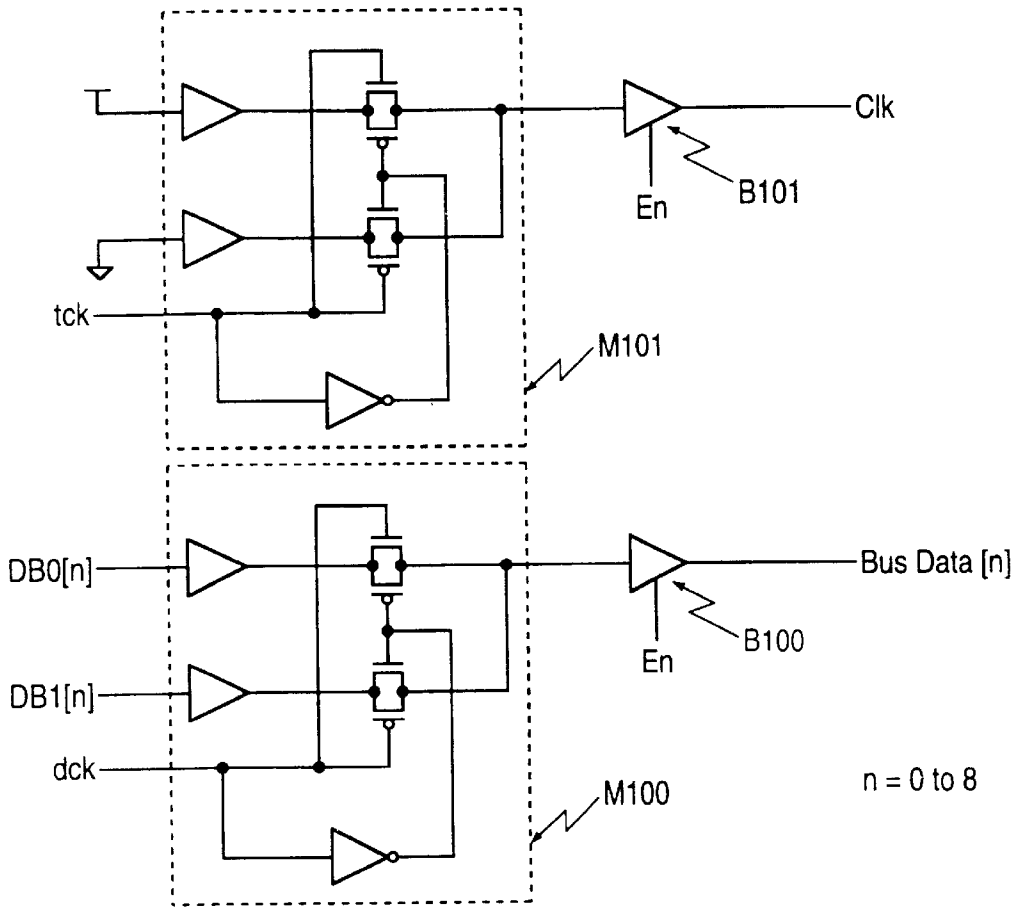 Clk
B101
En
tck
M101
DB0[n]
Bus Data [n]
B100
En
DB1[n]
dck
n = 0 to 8
M100